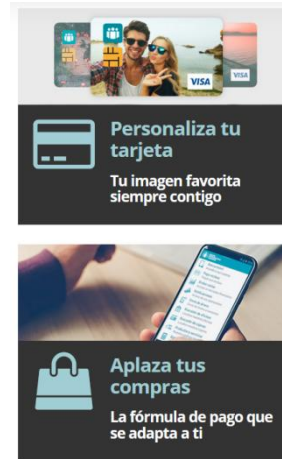 VISA
VISA
Personaliza tu
tarjeta
Tu imagen favorita
siempre contigo
Aplaza tus
compras
La fórmula de pago que
se adapta a ti